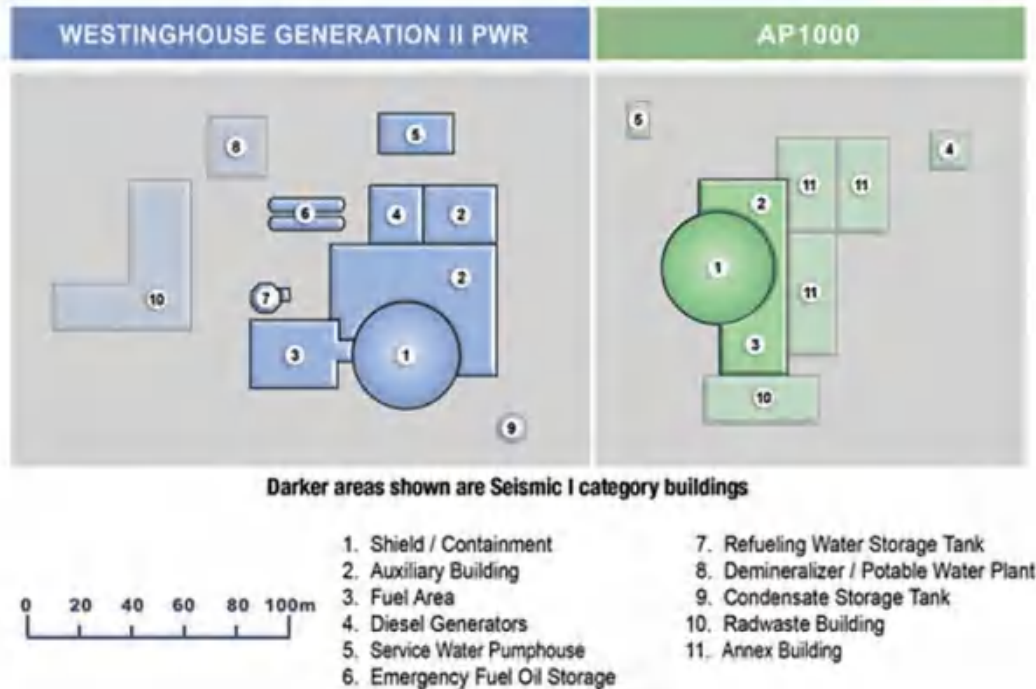 WESTINGHOUSE GENERATION II PWR
AP1000
8
5
6
4
2
2
7
10
3
1
9
5
4
11
11
2
1
11
3
10
Darker areas shown are Seismic I category buildings
0 20 40 60 80 100m
1. Shield / Containment
2. Auxiliary Building
3. Fuel Area
4. Diesel Generators
5. Service Water Pumphouse
6. Emergency Fuel Oil Storage
7. Refueling Water Storage Tank
8. Demineralizer / Potable Water Plant
9. Condensate Storage Tank
10. Radwaste Building
11. Annex Building